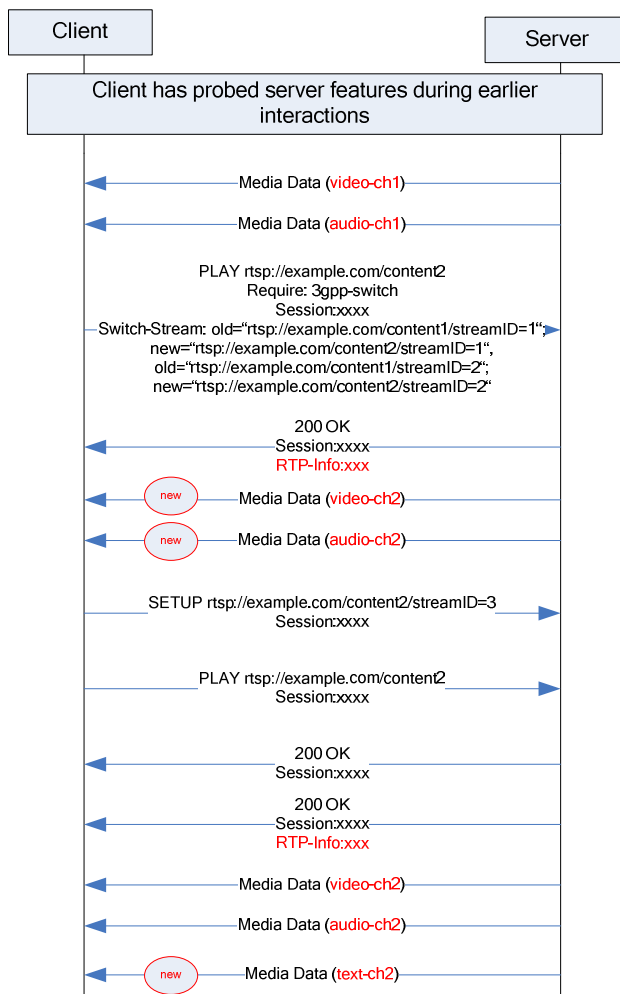 Client
Server
Client has probed server features during earlier
interactions
Media Data (video-ch1)
Media Data (audio-ch1)
PLAY rtsp://example.com/content2
Require: 3gpp-switch
Session:xxxx
Switch-Stream: old=“rtsp://example.com/content1/streamID=1“;
new=“rtsp://example.com/content2/streamID=1“,
old=“rtsp://example.com/content1/streamID=2“;
new=“rtsp://example.com/content2/streamID=2“
200 OK
Session:xxxx
RTP-Info:xxx
new
Media Data (video-ch2)
new
Media Data (audio-ch2)
SETUP rtsp://example.com/content2/streamID=3
Session:xxxx
PLAY rtsp://example.com/content2
Session:xxxx
200 OK
Session:xxxx
200 OK
Session:xxxx
RTP-Info:xxx
Media Data (video-ch2)
Media Data (audio-ch2)
new
Media Data (text-ch2)